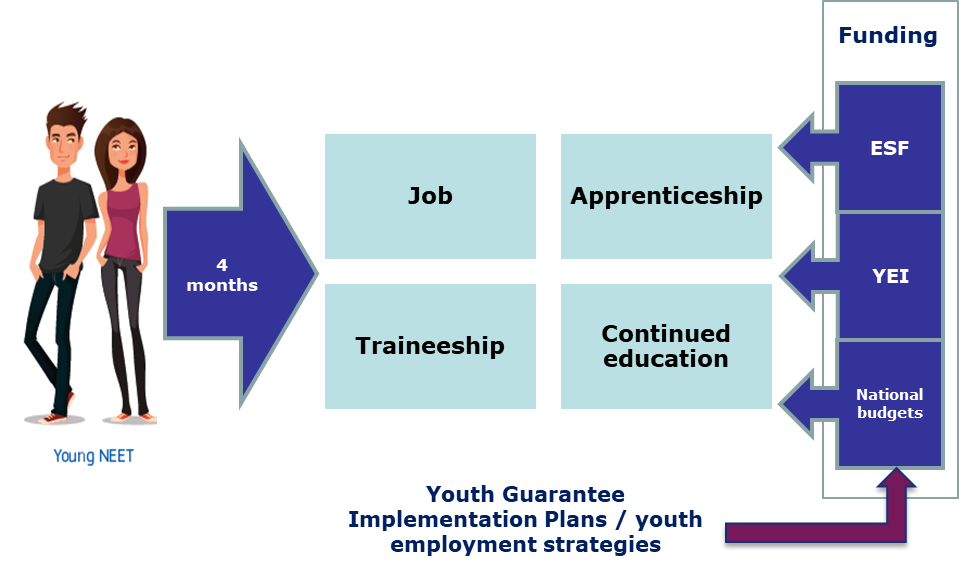 Funding
ESF
Job
Apprenticeship
4
months
YEI
Traineeship
Continued
education
National
budgets
Young NEET
Youth Guarantee
Implementation Plans / youth
employment strategies